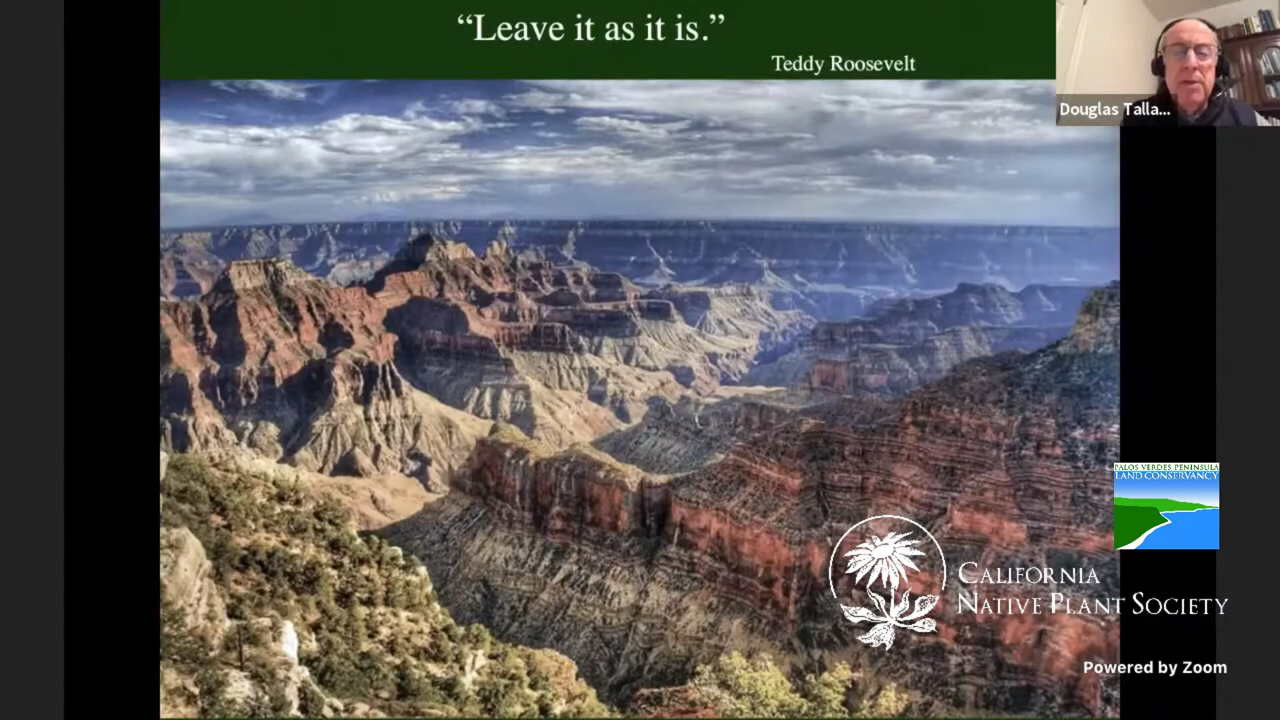 “Leave it as it is.”
Teddy Roosevelt
Douglas Talla...
PALOS VERDES PENINSULA
LAND CONSERVANCY
CALIFORNIA
NATIVE PLANT SOCIETY
Powered by Zoom